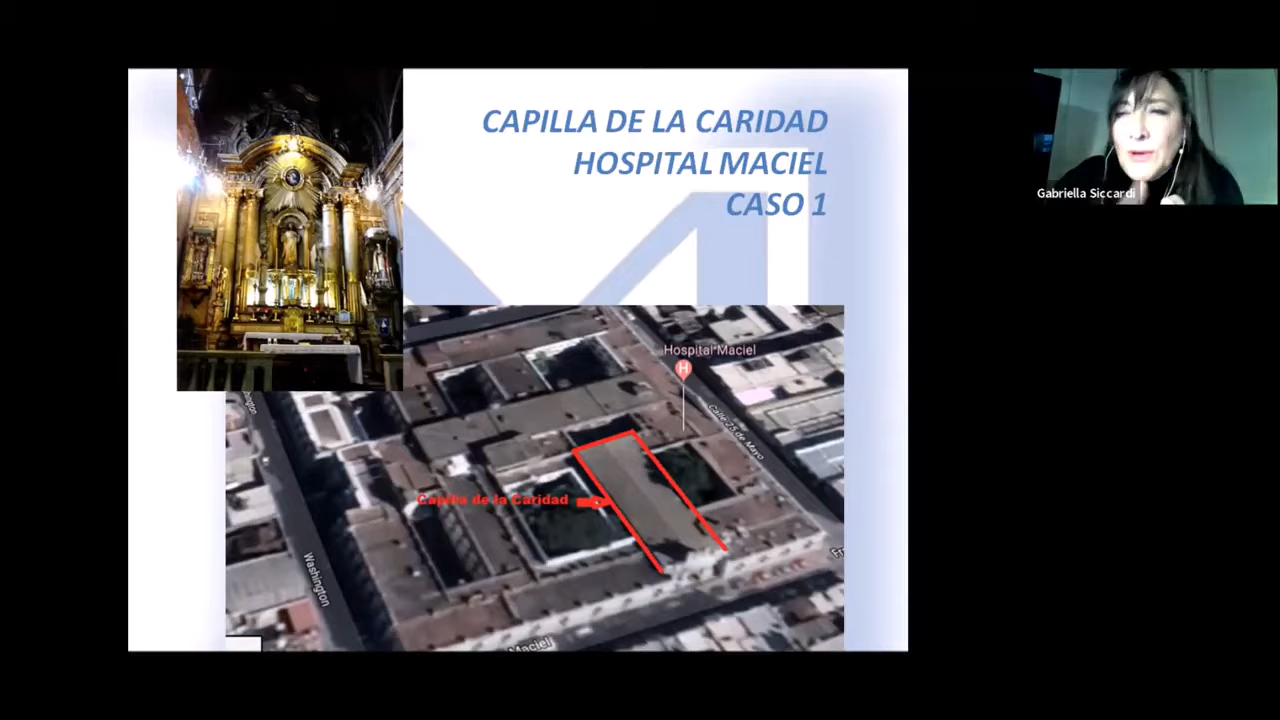 CAPILLA DE LA CARIDAD
HOSPITAL MACIEL
CASO 1
Gabriella Siccardi
Hospital Maciel
H
Calle 25 de Mayo
Capilla de la Caridad
Washington
Maciel